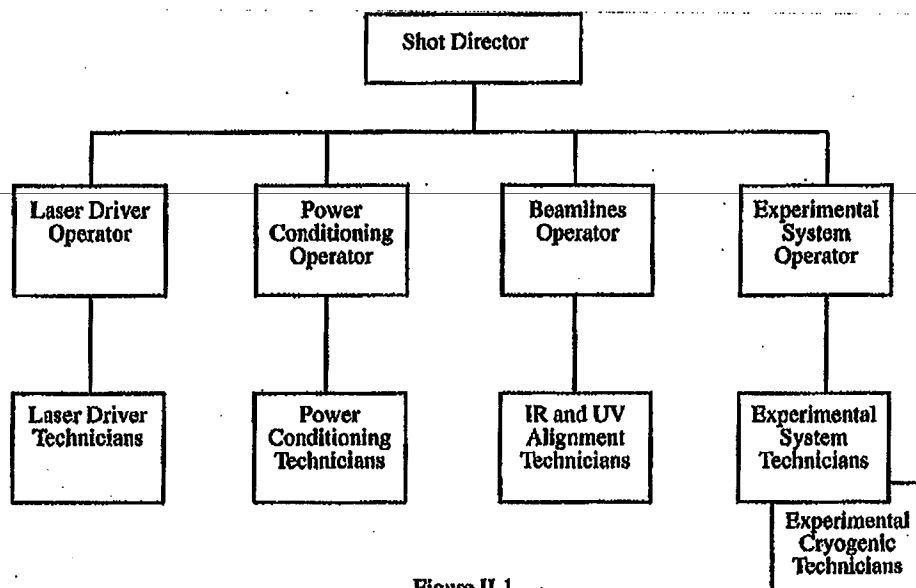 Shot Director
Laser Driver
Operator
Power
Conditioning
Operator
Beamlines
Operator
Experimental
System
Operator
Laser Driver
Technicians
Power
Conditioning
Technicians
IR and UV
Alignment
Technicians
Experimental
System
Technicians
Experimental
Cryogenic
Technicians
Figure II.1